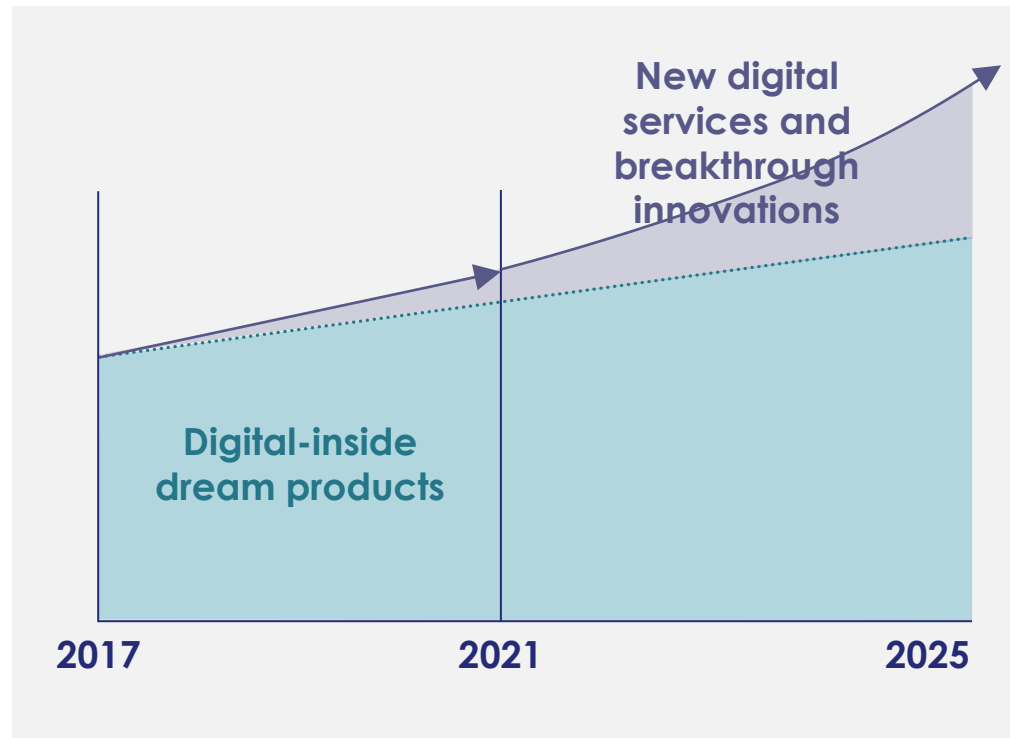 New digital
services and
breakthrough
innovations
Digital-inside
dream products
2017
2021
2025